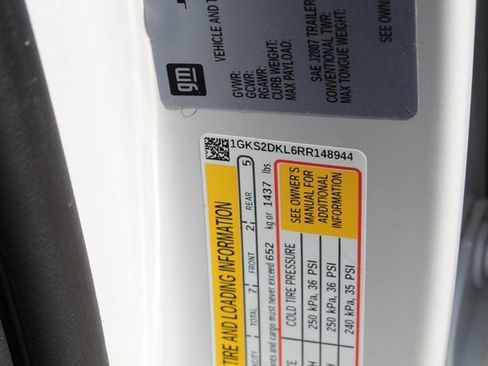 gm
VEHICLE AND
GVWR:
GCWR:
RGAWR:
CURB WEIGHT:
MAX PAYLOAD:
SAE J2807 TRAILER
CONVENTIONAL TWR:
MAX TONGUE WEIGHT:
SEE OWN
1GKS2DKL6RR148944
TIRE AND LOADING INFORMATION
TOTAL 7 FRONT 2 REAR 5
ants and cargo must never exceed 652 kg or 1437 lbs.
COLD TIRE PRESSURE
250 kPa, 36 PSI
250 kPa, 36 PSI
240 kPa, 35 PSI
SEE OWNER'S
MANUAL FOR
ADDITIONAL
INFORMATION